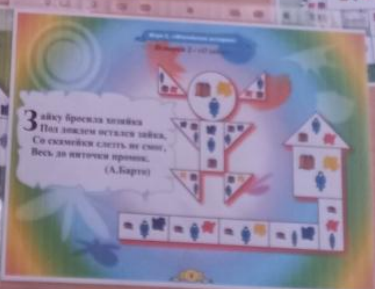 Зайку бросила хозяйка
Под дождем остался зайка,
Со скамейки слезть не смог,
Весь до ниточки промок.
(А.Барто)